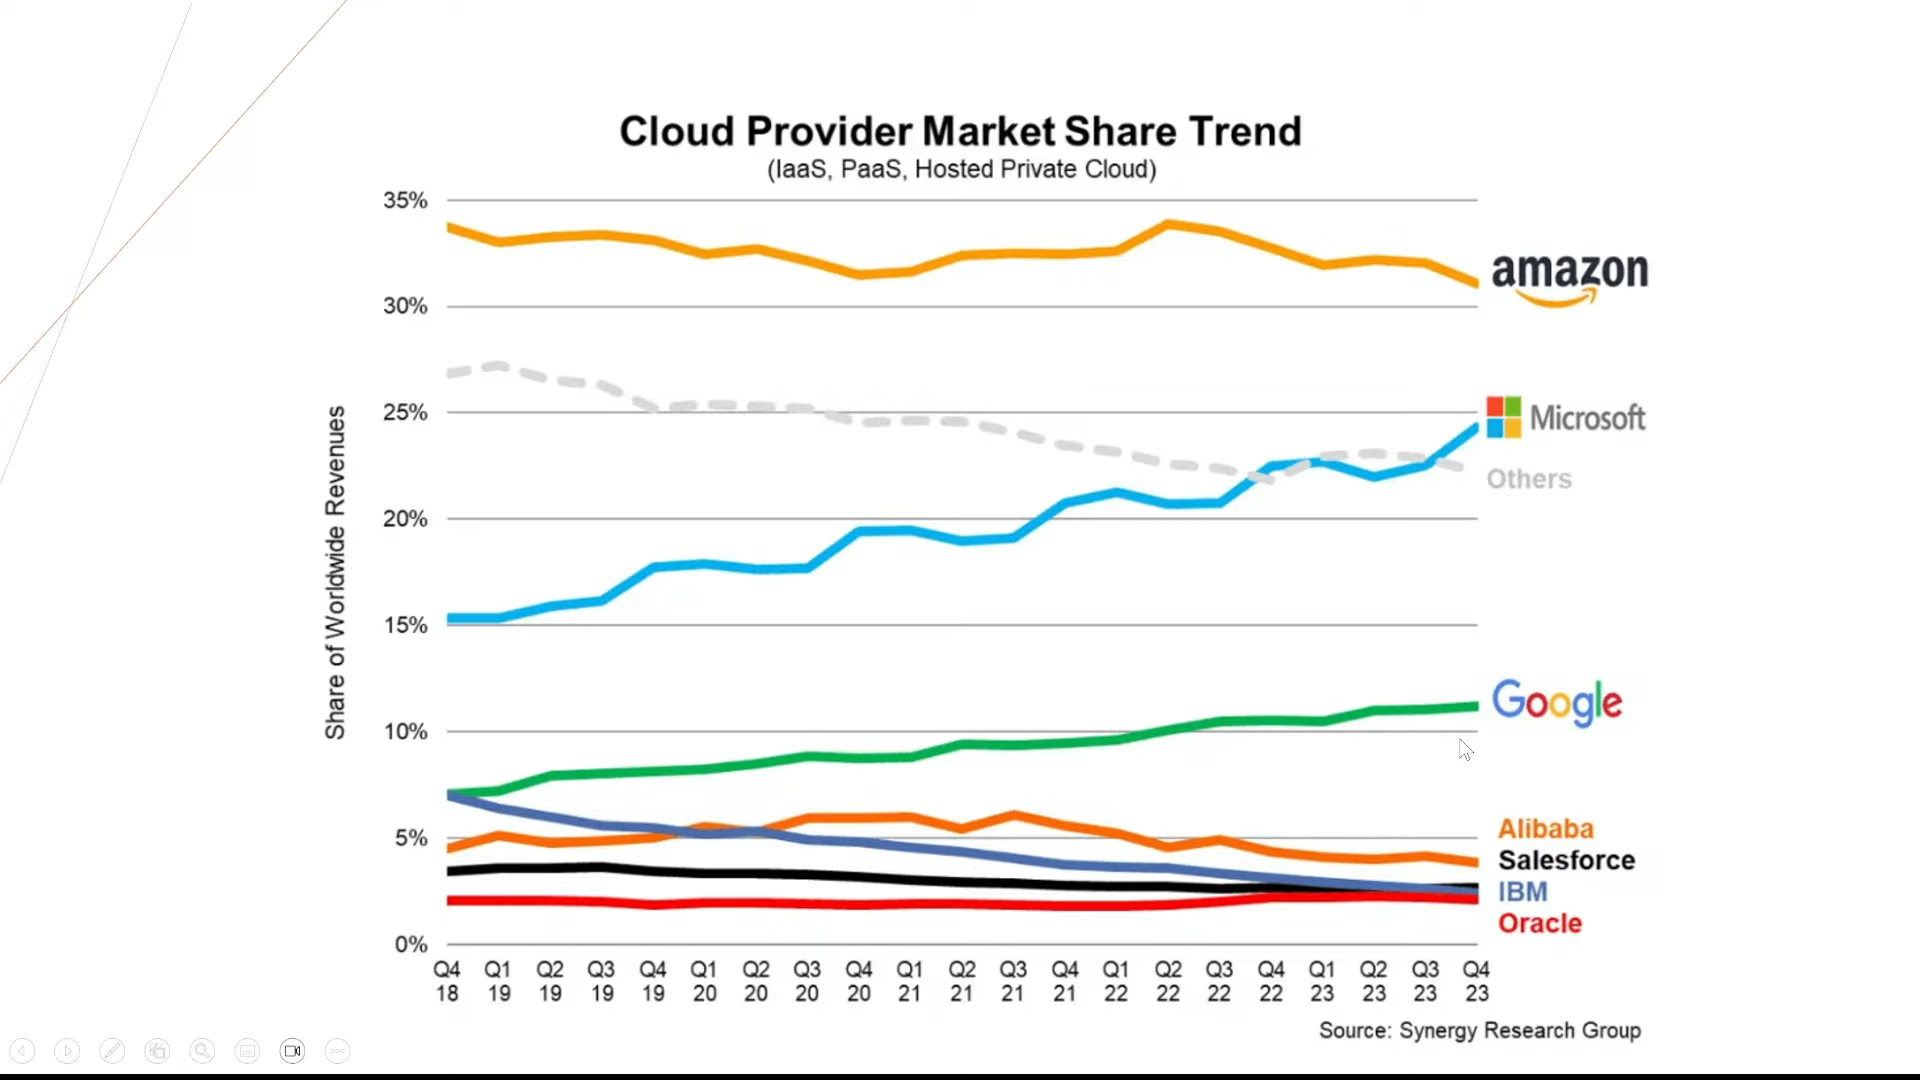 Cloud Provider Market Share Trend
(IaaS, PaaS, Hosted Private Cloud)
Share of Worldwide Revenues
35%
30%
25%
20%
15%
10%
5%
0%
amazon
Microsoft
Others
Google
Alibaba
Salesforce
IBM
Oracle
Q4 Q1 Q2 Q3 Q4 Q1 Q2 Q3 Q4 Q1 Q2 Q3 Q4 Q1 Q2 Q3 Q4 Q1 Q2 Q3 Q4
18 19 19 19 19 20 20 20 20 21 21 21 21 22 22 22 22 23 23 23 23
Source: Synergy Research Group